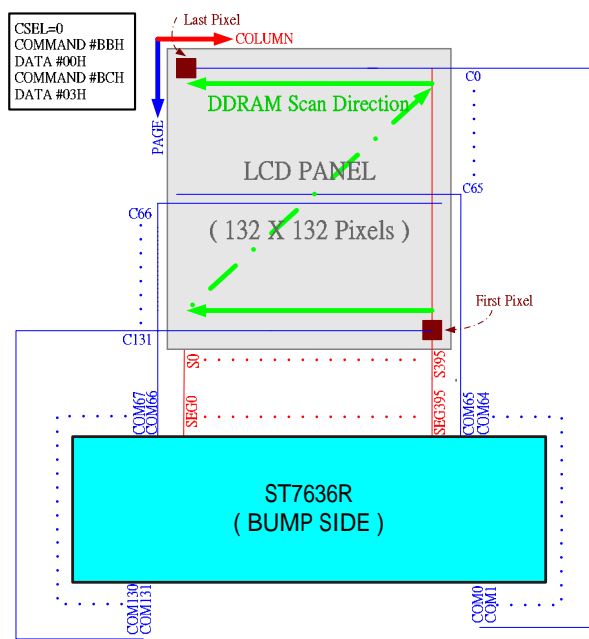 CSEL=0
COMMAND #BBH
DATA #00H
COMMAND #BCH
DATA #03H
Last Pixel
COLUMN
PAGE
C0
DDRAM Scan Direction
LCD PANEL
C65
C66
( 132 X 132 Pixels )
First Pixel
C131
S0
S395
COM67
COM66
SEG0
SEG395
COM65
COM64
ST7636R
( BUMP SIDE )
COM130
COM131
COM0
COM1